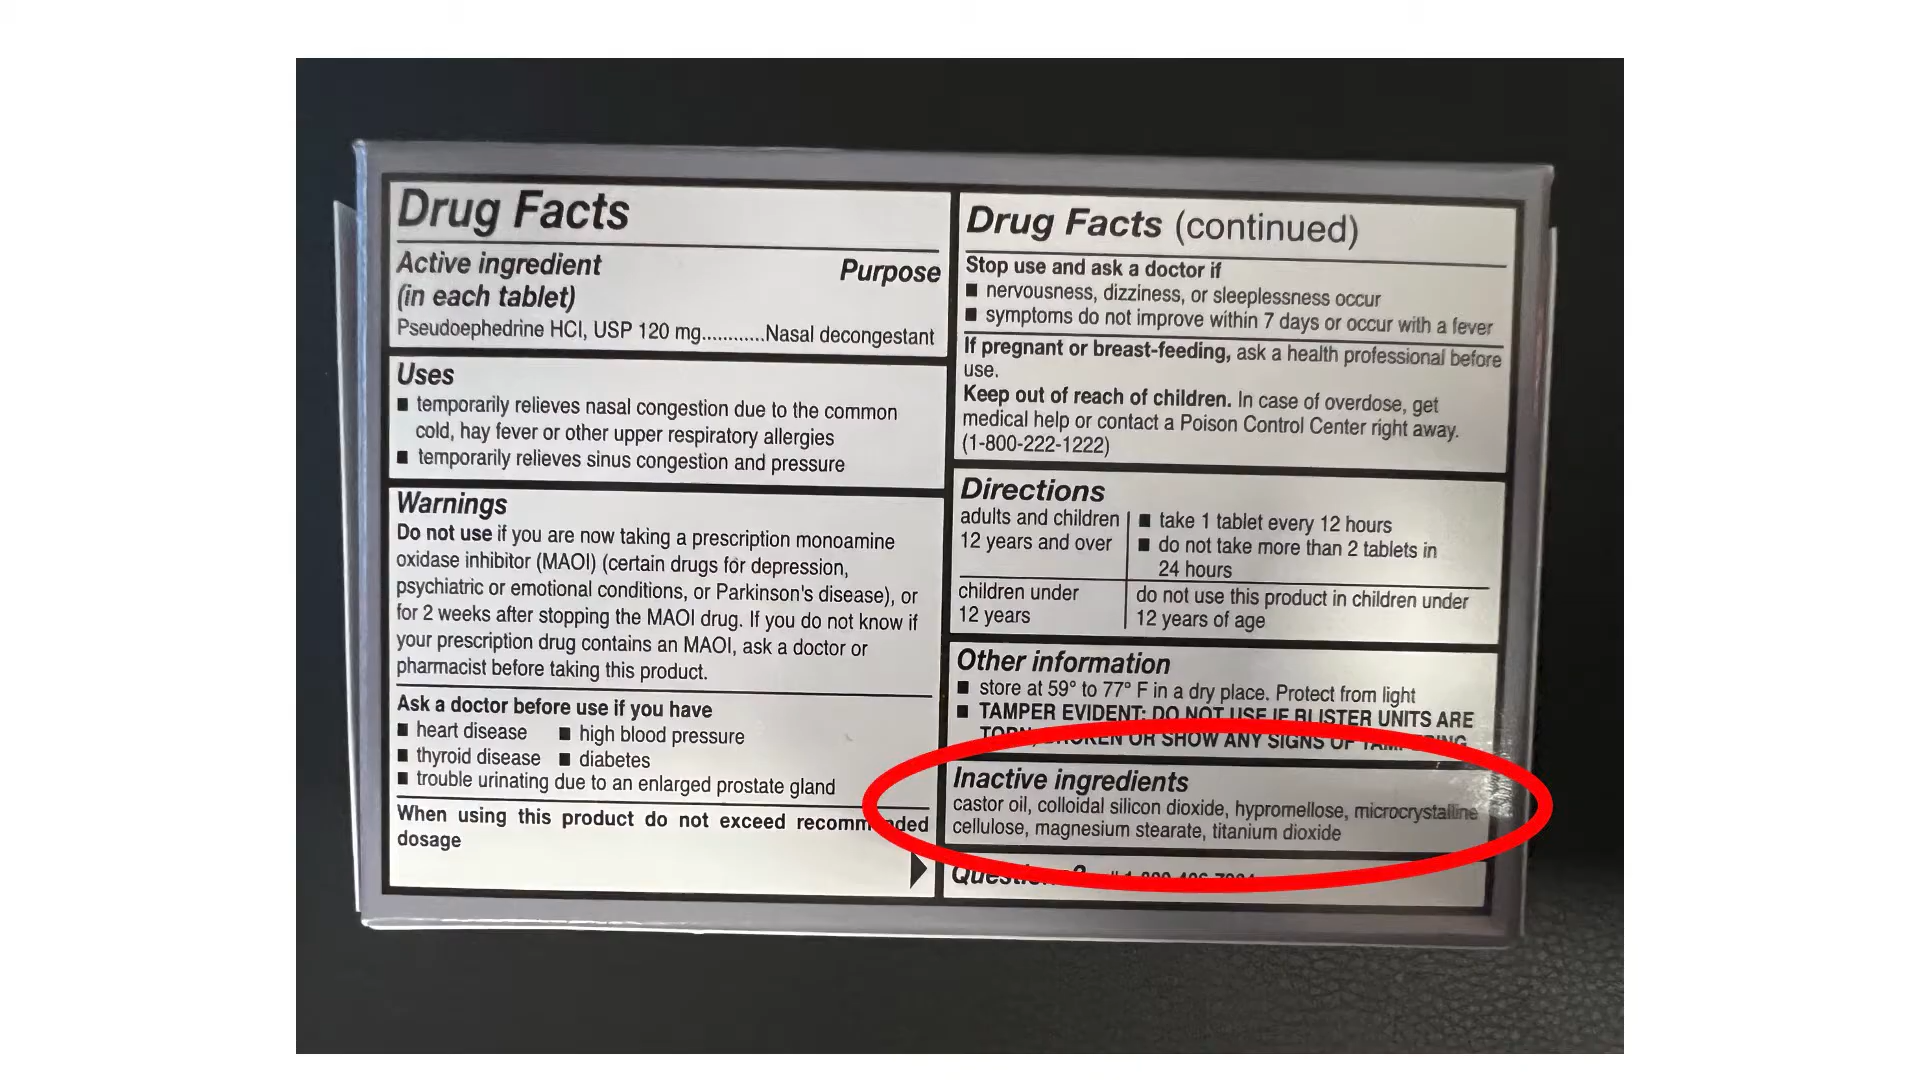 Drug Facts
Active ingredient
(in each tablet)
Purpose
Pseudoephedrine HCl, USP 120 mg............Nasal decongestant
Uses
■ temporarily relieves nasal congestion due to the common
cold, hay fever or other upper respiratory allergies
■ temporarily relieves sinus congestion and pressure
Warnings
Do not use if you are now taking a prescription monoamine
oxidase inhibitor (MAOI) (certain drugs for depression,
psychiatric or emotional conditions, or Parkinson's disease), or
for 2 weeks after stopping the MAOI drug. If you do not know if
your prescription drug contains an MAOI, ask a doctor or
pharmacist before taking this product.
Ask a doctor before use if you have
■ heart disease ■ high blood pressure
■ thyroid disease ■ diabetes
■ trouble urinating due to an enlarged prostate gland
When using this product do not exceed recommended
dosage
Drug Facts (continued)
Stop use and ask a doctor if
■ nervousness, dizziness, or sleeplessness occur
■ symptoms do not improve within 7 days or occur with a fever
If pregnant or breast-feeding, ask a health professional before
use.
Keep out of reach of children. In case of overdose, get
medical help or contact a Poison Control Center right away.
(1-800-222-1222)
Directions
adults and children
12 years and over
■ take 1 tablet every 12 hours
■ do not take more than 2 tablets in
24 hours
children under
12 years
do not use this product in children under
12 years of age
Other information
■ store at 59° to 77° F in a dry place. Protect from light
■ TAMPER EVIDENT: DO NOT USE IF BLISTER UNITS ARE
TORN, BROKEN OR SHOW ANY SIGNS OF TAMPERING
Inactive ingredients
castor oil, colloidal silicon dioxide, hypromellose, microcrystalline
cellulose, magnesium stearate, titanium dioxide
Questions?